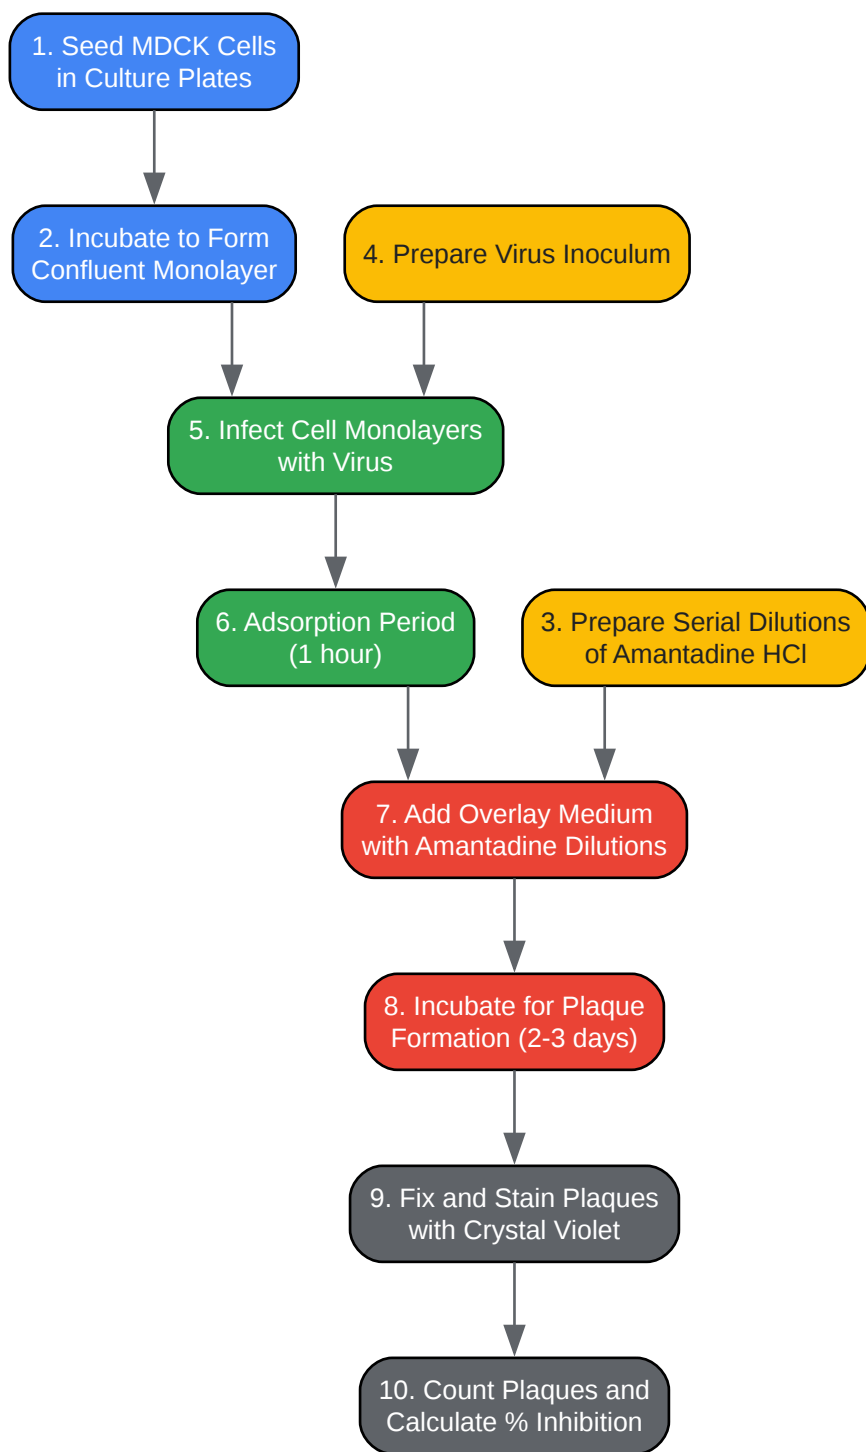 1. Seed MDCK Cells
in Culture Plates
2. Incubate to Form
Confluent Monolayer
4. Prepare Virus Inoculum
5. Infect Cell Monolayers
with Virus
6. Adsorption Period
(1 hour)
3. Prepare Serial Dilutions
of Amantadine HCl
7. Add Overlay Medium
with Amantadine Dilutions
8. Incubate for Plaque
Formation (2-3 days)
9. Fix and Stain Plaques
with Crystal Violet
10. Count Plaques and
Calculate % Inhibition